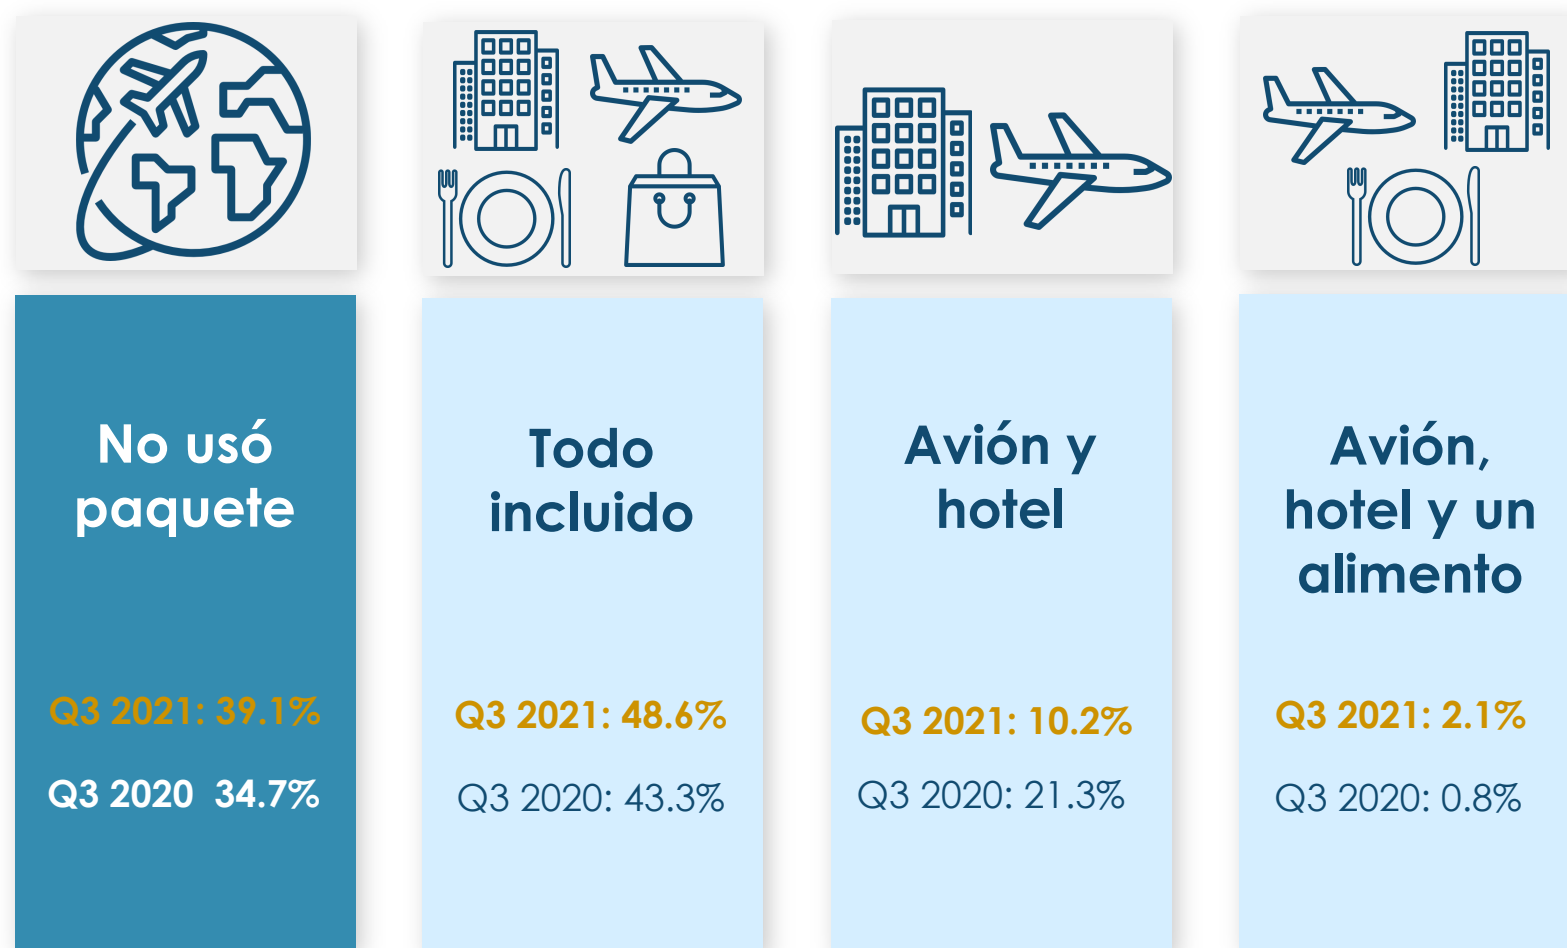 No usó
paquete
Q3 2021: 39.1%
Q3 2020  34.7%
Todo
incluido
Q3 2021: 48.6%
Q3 2020: 43.3%
Avión y
hotel
Q3 2021: 10.2%
Q3 2020: 21.3%
Avión,
hotel y un
alimento
Q3 2021: 2.1%
Q3 2020: 0.8%